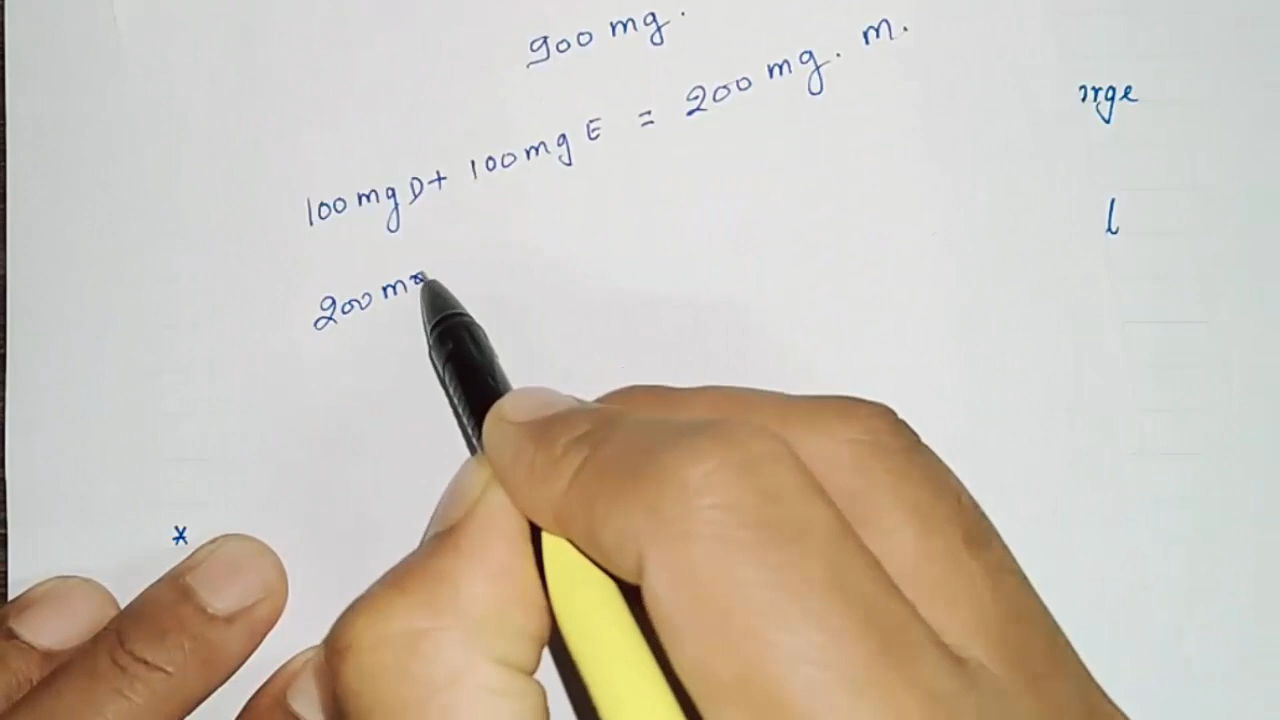 900 mg.
100 mg D + 100 mg E = 200 mg. m.
rge
l
200 m
*